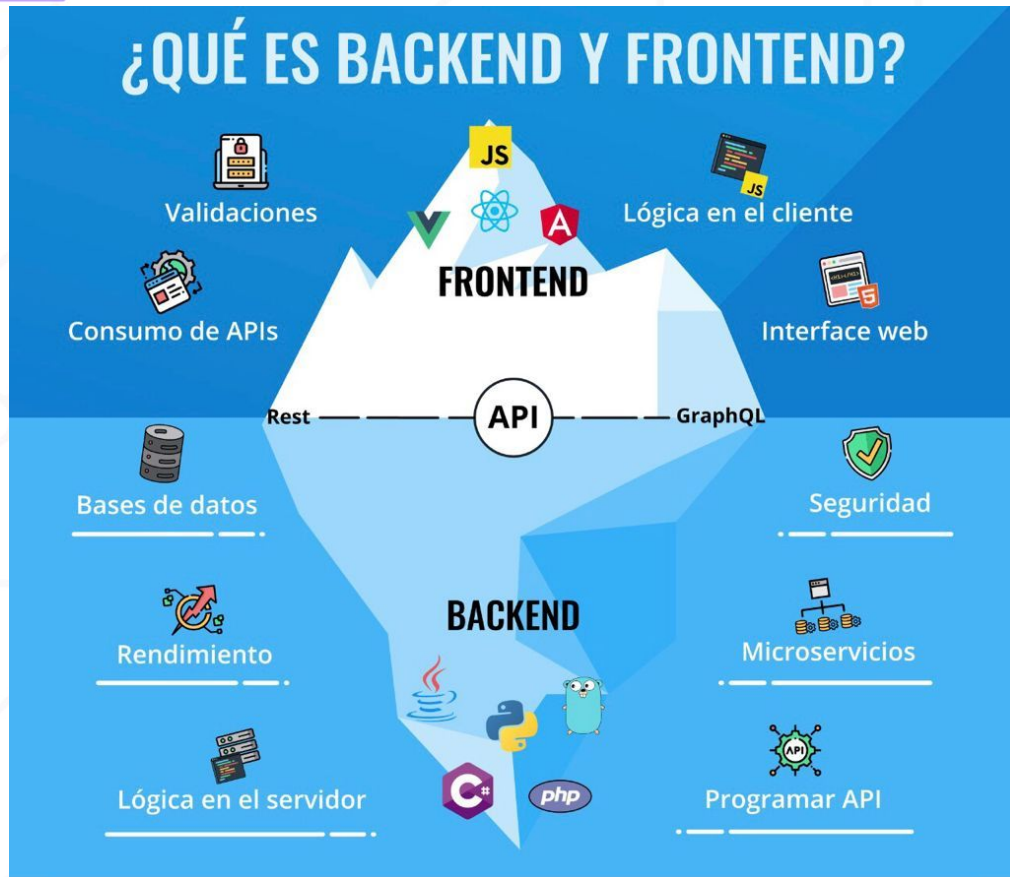 ¿QUÉ ES BACKEND Y FRONTEND?
JS
Validaciones
JS
Lógica en el cliente
A
FRONTEND
5
Consumo de APIs
Interface web
Rest
API
GraphQL
Bases de datos
Seguridad
BACKEND
Rendimiento
Microservicios
API
C#
php
Lógica en el servidor
Programar API